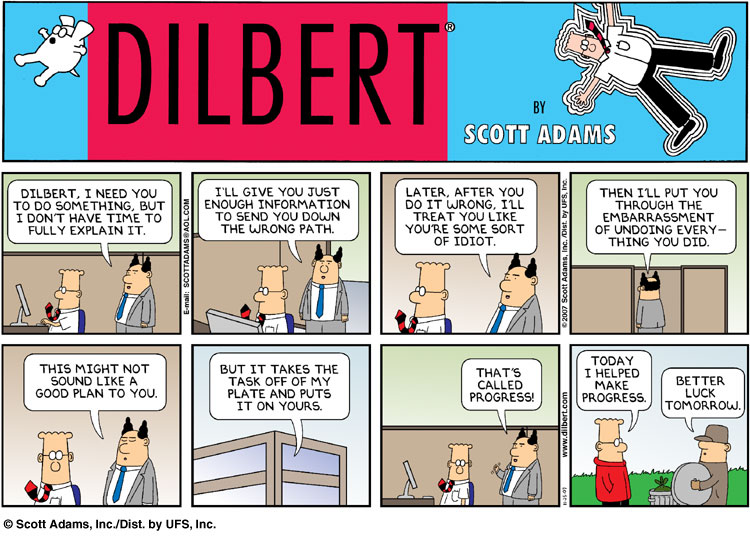 DILBERT®
BY
SCOTT ADAMS
DILBERT, I NEED YOU
TO DO SOMETHING, BUT
I DON'T HAVE TIME TO
FULLY EXPLAIN IT.
E-mail: SCOTTADAMS@AOL.COM
I'LL GIVE YOU JUST
ENOUGH INFORMATION
TO SEND YOU DOWN
THE WRONG PATH.
LATER, AFTER YOU
DO IT WRONG, I'LL
TREAT YOU LIKE
YOU'RE SOME SORT
OF IDIOT.
©2007 Scott Adams, Inc./Dist. by UFS, Inc.
THEN I'LL PUT YOU
THROUGH THE
EMBARRASSMENT
OF UNDOING EVERY-
THING YOU DID.
THIS MIGHT NOT
SOUND LIKE A
GOOD PLAN TO YOU.
BUT IT TAKES THE
TASK OFF OF MY
PLATE AND PUTS
IT ON YOURS.
THAT'S
CALLED
PROGRESS!
www.dilbert.com
TODAY
I HELPED
MAKE
PROGRESS.
BETTER
LUCK
TOMORROW.
© Scott Adams, Inc./Dist. by UFS, Inc.